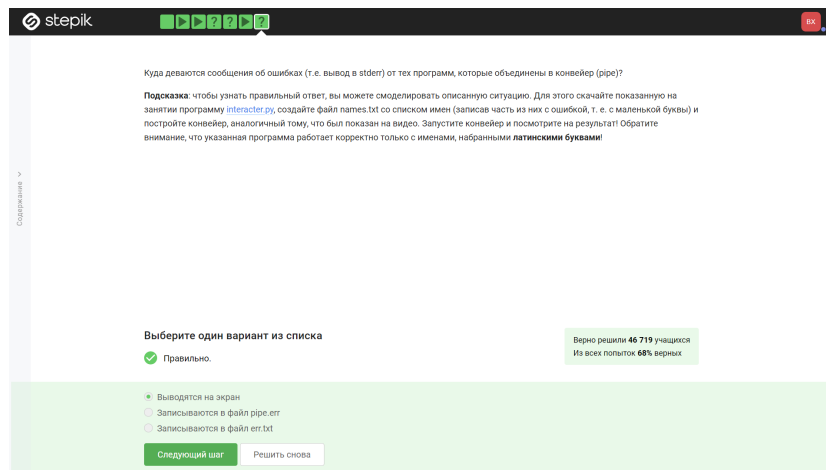 stepik
? ? ? ?
BX
Куда деваются сообщения об ошибках (т.е. вывод в stderr) от тех программ, которые объединены в конвейер (pipe)?
Подсказка: чтобы узнать правильный ответ, вы можете смоделировать описанную ситуацию. Для этого скачайте показанную на
занятии программу interacter.py, создайте файл names.txt со списком имен (записав часть из них с ошибкой, т. е. с маленькой буквы) и
постройте конвейер, аналогичный тому, что был показан на видео. Запустите конвейер и посмотрите на результат! Обратите
внимание, что указанная программа работает корректно только с именами, набранными латинскими буквами!
Содержание
Выберите один вариант из списка
Правильно.
Верно решили 46 719 учащихся
Из всех попыток 68% верных
Выводятся на экран
Записываются в файл pipe.err
Записываются в файл err.txt
Следующий шаг Решить снова